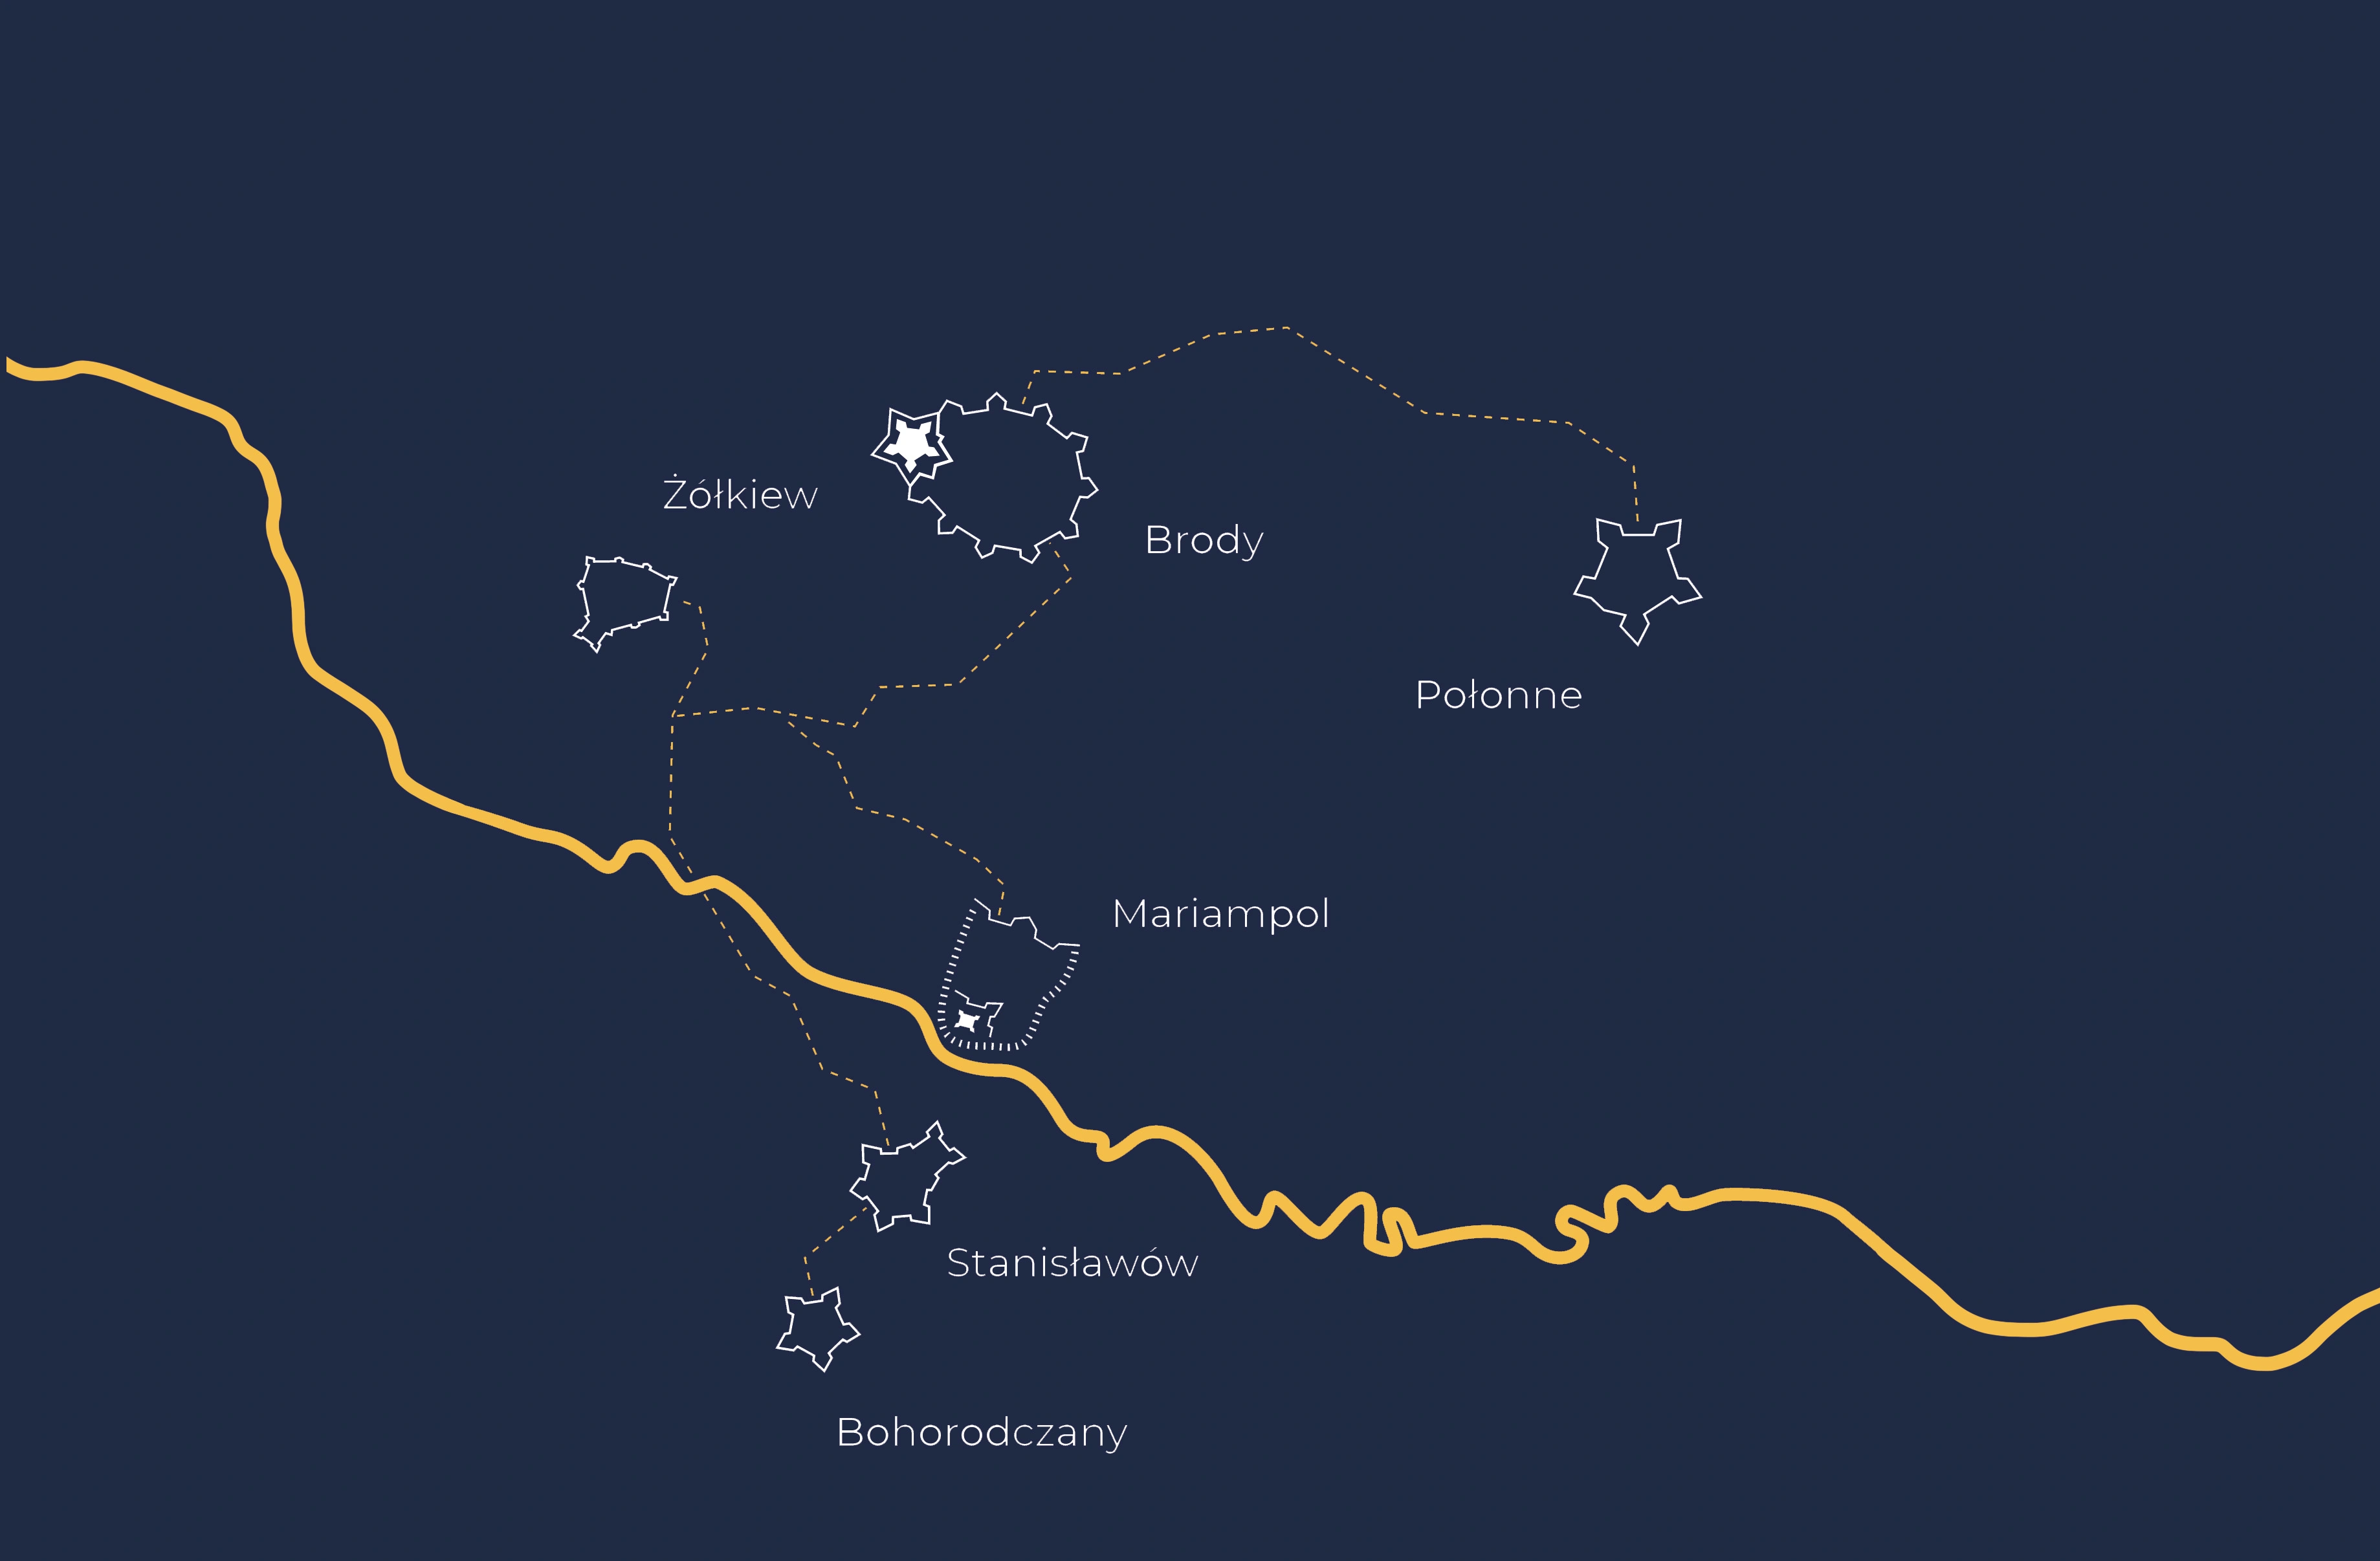 Żółkiew
Brody
Połonne
Mariampol
Stanisławów
Bohorodczany